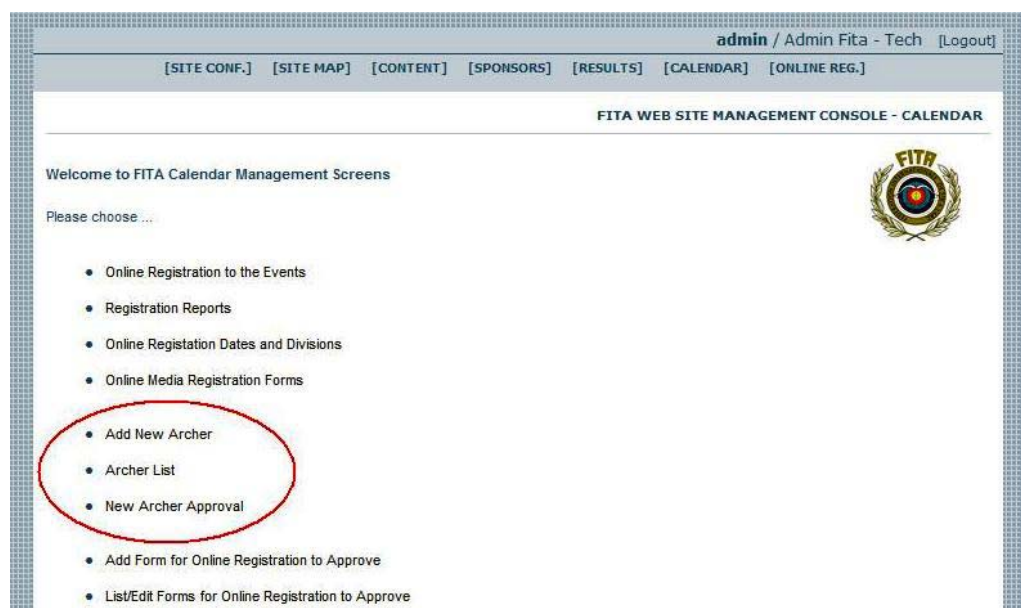 admin / Admin Fita - Tech [Logout]
[SITE CONF.] [SITE MAP] [CONTENT] [SPONSORS] [RESULTS] [CALENDAR] [ONLINE REG.]
FITA WEB SITE MANAGEMENT CONSOLE - CALENDAR
FITA
Welcome to FITA Calendar Management Screens
Please choose ...
• Online Registration to the Events
• Registration Reports
• Online Registation Dates and Divisions
• Online Media Registration Forms
• Add New Archer
• Archer List
• New Archer Approval
• Add Form for Online Registration to Approve
• List/Edit Forms for Online Registration to Approve